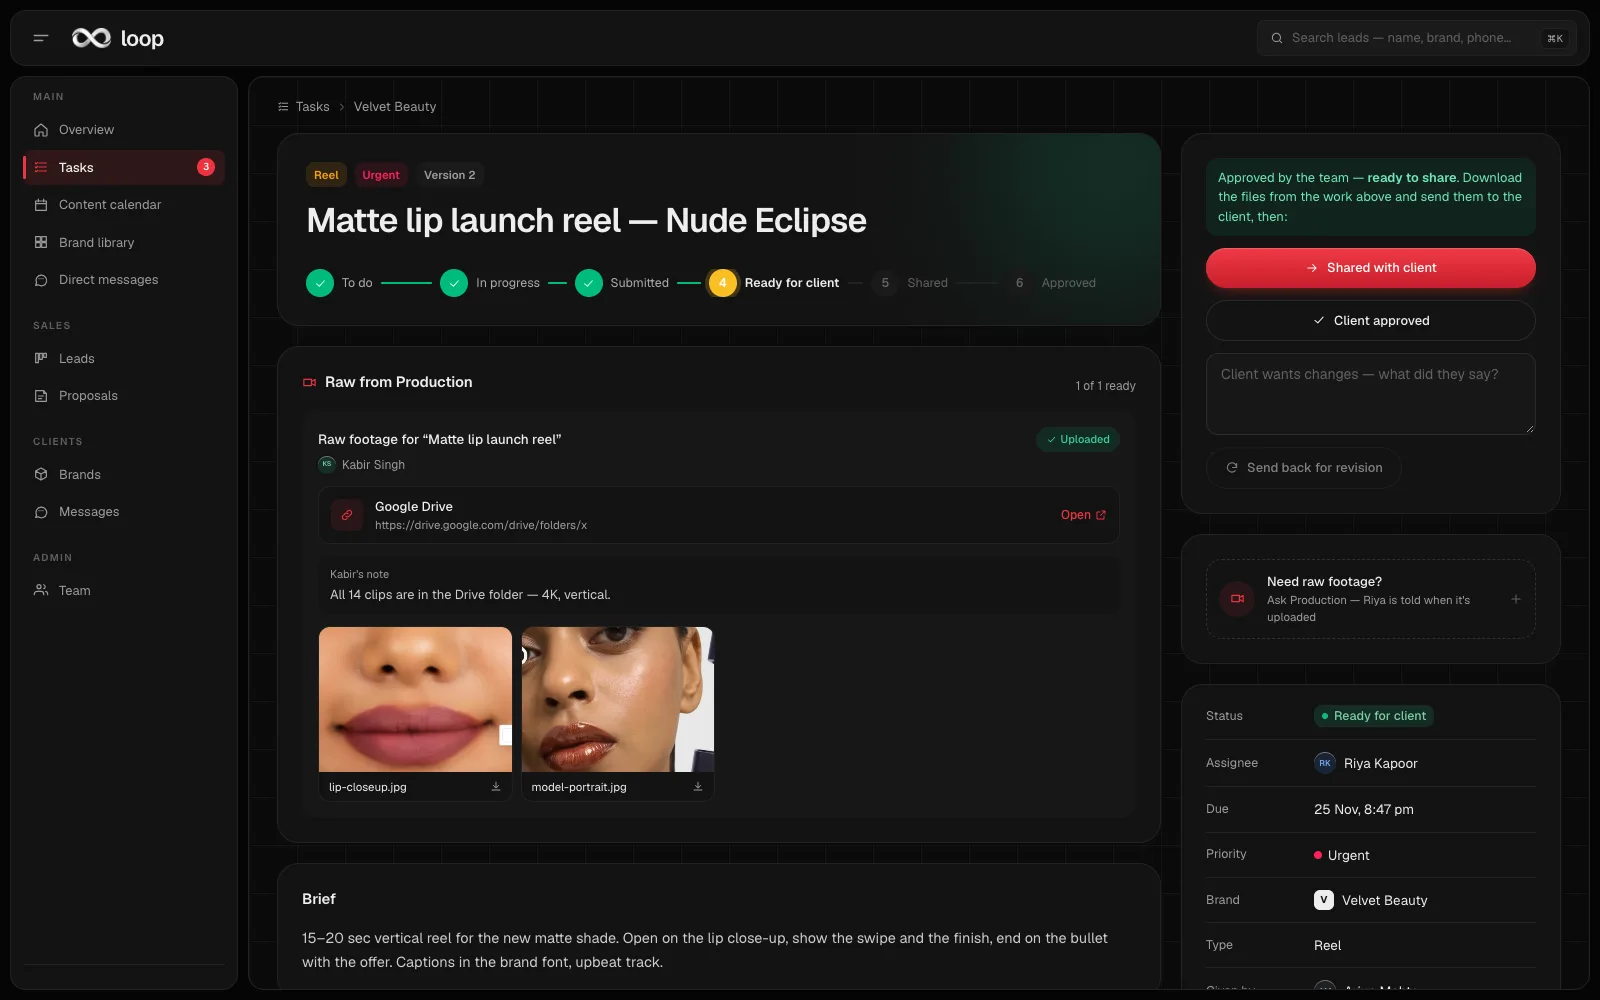 loop
Search leads — name, brand, phone...
⌘K
MAIN
Overview
Tasks
3
Content calendar
Brand library
Direct messages
SALES
Leads
Proposals
CLIENTS
Brands
Messages
ADMIN
Team
Tasks
Velvet Beauty
Reel
Urgent
Version 2
Matte lip launch reel — Nude Eclipse
To do
In progress
Submitted
4
Ready for client
5
Shared
6
Approved
Raw from Production
1 of 1 ready
Raw footage for “Matte lip launch reel”
Uploaded
KS
Kabir Singh
Google Drive
https://drive.google.com/drive/folders/x
Open
Kabir's note
All 14 clips are in the Drive folder — 4K, vertical.
lip-closeup.jpg
model-portrait.jpg
Brief
15–20 sec vertical reel for the new matte shade. Open on the lip close-up, show the swipe and the finish, end on the bullet
with the offer. Captions in the brand font, upbeat track.
Approved by the team — ready to share. Download
the files from the work above and send them to the
client, then:
Shared with client
Client approved
Client wants changes — what did they say?
Send back for revision
Need raw footage?
Ask Production — Riya is told when it's
uploaded
Status
Ready for client
Assignee
RK
Riya Kapoor
Due
25 Nov, 8:47 pm
Priority
Urgent
Brand
V
Velvet Beauty
Type
Reel